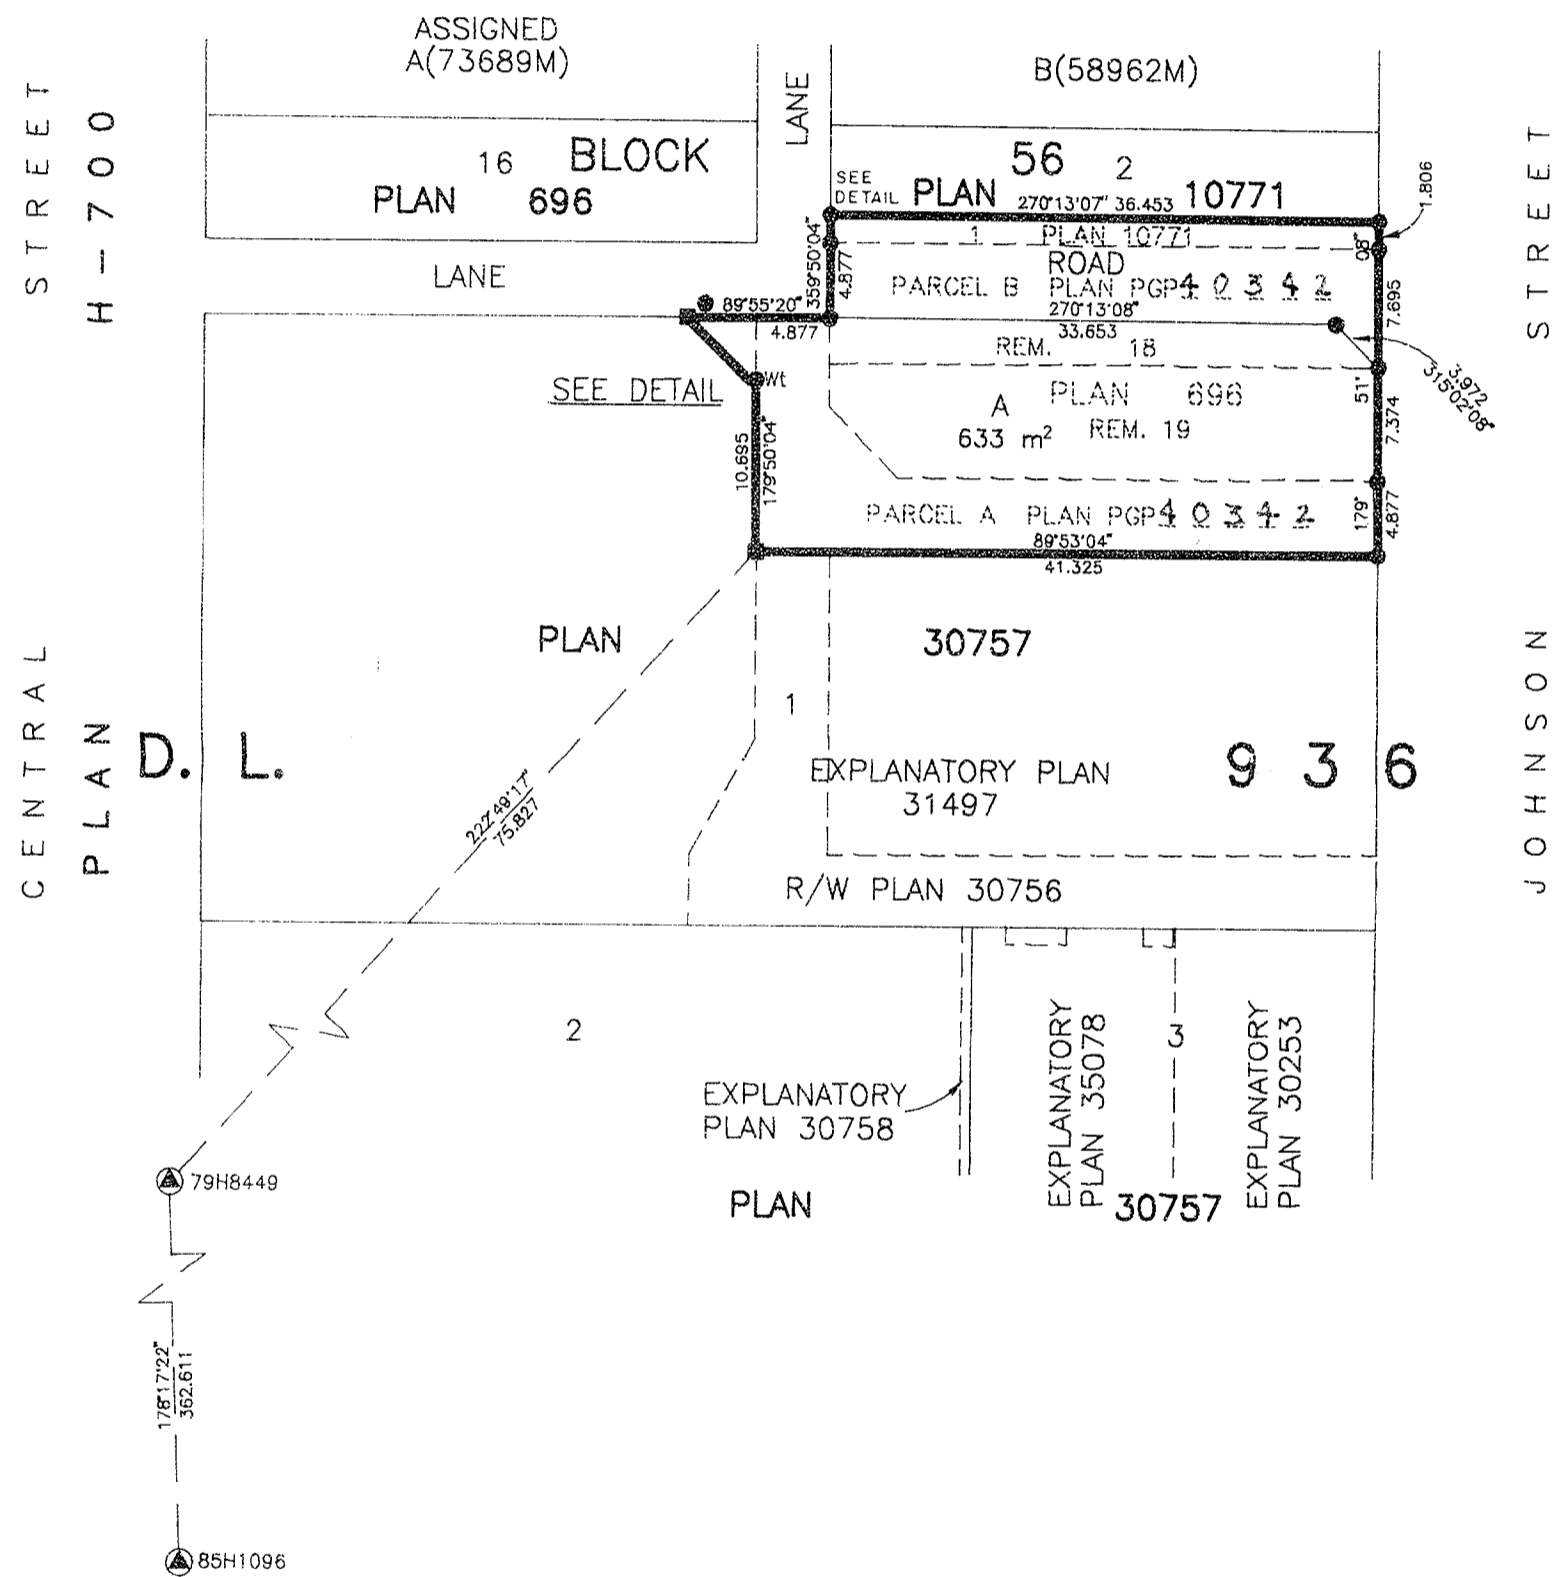 ASSIGNED
A(73689M)
B(58962M)
LANE
STREET
H-700
STREET
16 BLOCK
56 2
PLAN 696
SEE
DETAIL PLAN 10771
270°13'07" 36.453
1.806
1 PLAN 10771
08"
LANE
359°50'04"
4.877
ROAD
PARCEL B PLAN PGP40342
7.695
89°55'20"
4.877
270°13'08"
33.653
REM. 18
3.972
315°02'08"
Wt
SEE DETAIL
A PLAN 696
633 m² REM. 19
51'
7.374
10.695
179°50'04"
PARCEL A PLAN PGP40342
179°
4.877
89°53'04"
41.325
PLAN 30757
CENTRAL
PLAN
JOHNSON
1
D. L. 936
EXPLANATORY PLAN
31497
222°49'17"
75.827
R/W PLAN 30756
2
3
EXPLANATORY
PLAN 30758
EXPLANATORY
PLAN 35078
EXPLANATORY
PLAN 30253
79H8449
PLAN 30757
178°17'22"
362.611
85H1096